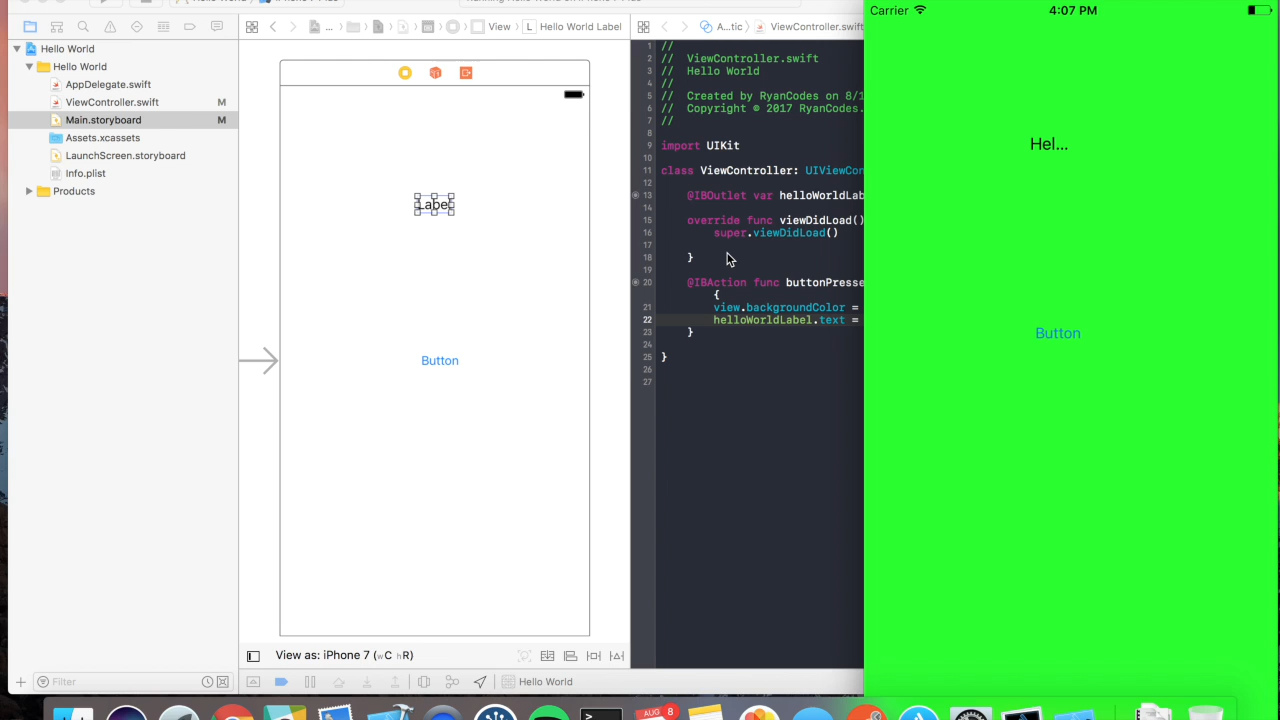 ... View L Hello World Label
A...tic ViewController.swift
Hello World
Hello World
AppDelegate.swift
ViewController.swift M
Main.storyboard M
Assets.xcassets
LaunchScreen.storyboard
Info.plist
Products
Label
Button
View as: iPhone 7 (wC hR)
Filter
Hello World
1 //
2 // ViewController.swift
3 // Hello World
4 //
5 // Created by RyanCodes on 8/1
6 // Copyright © 2017 RyanCodes.
7 //
8
9 import UIKit
10
11 class ViewController: UIViewCon
12
13 @IBOutlet var helloWorldLab
14
15 override func viewDidLoad()
16 super.viewDidLoad()
17
18 }
19
20 @IBAction func buttonPresse
{
21 view.backgroundColor =
22 helloWorldLabel.text =
23 }
24
25 }
26
27
Carrier 4:07 PM
Hel...
Button
AUG 8